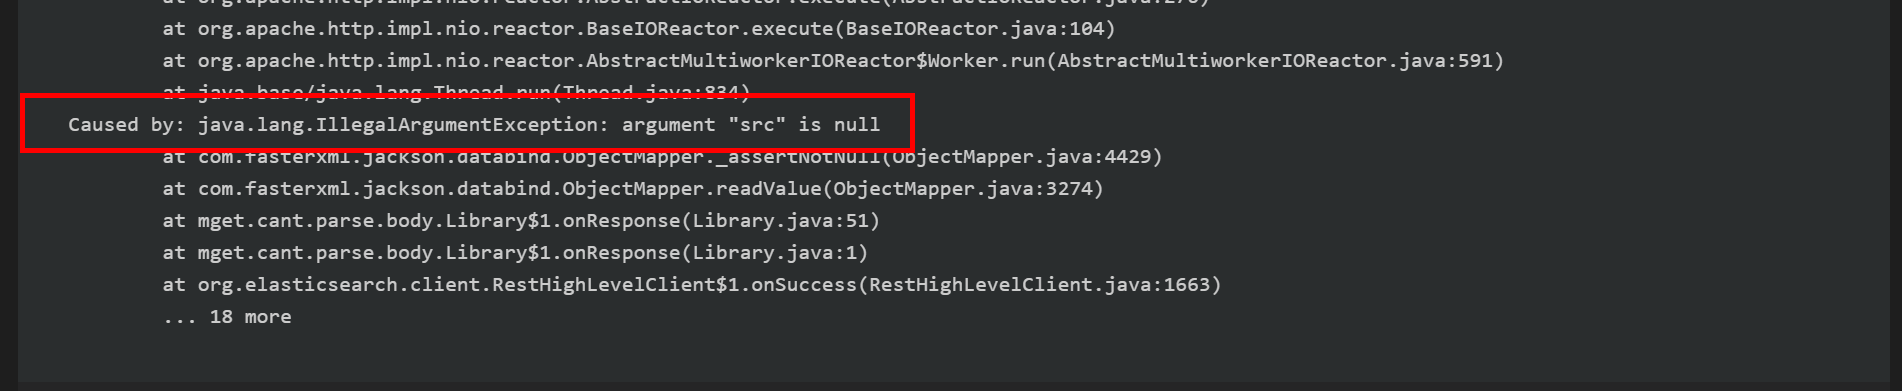 at org.apache.http.impl.nio.reactor.AbstractIOReactor.execute(AbstractIOReactor.java:276)
at org.apache.http.impl.nio.reactor.BaseIOReactor.execute(BaseIOReactor.java:104)
at org.apache.http.impl.nio.reactor.AbstractMultiworkerIOReactor$Worker.run(AbstractMultiworkerIOReactor.java:591)
at java.base/java.lang.Thread.run(Thread.java:834)
Caused by: java.lang.IllegalArgumentException: argument "src" is null
at com.fasterxml.jackson.databind.ObjectMapper._assertNotNull(ObjectMapper.java:4429)
at com.fasterxml.jackson.databind.ObjectMapper.readValue(ObjectMapper.java:3274)
at mget.cant.parse.body.Library$1.onResponse(Library.java:51)
at mget.cant.parse.body.Library$1.onResponse(Library.java:1)
at org.elasticsearch.client.RestHighLevelClient$1.onSuccess(RestHighLevelClient.java:1663)
... 18 more